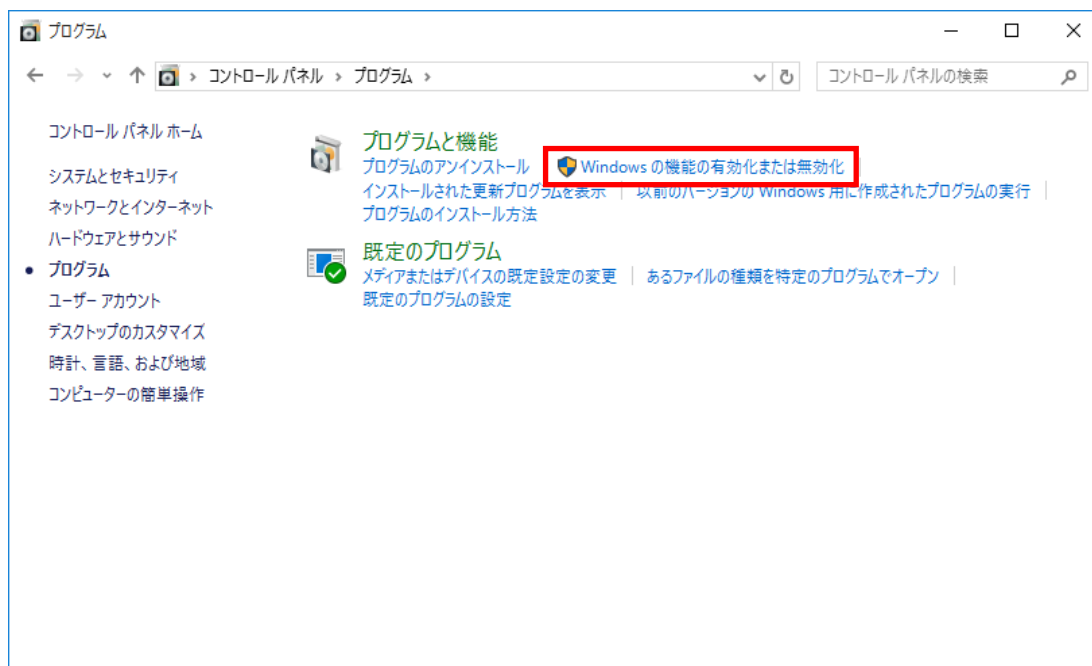 プログラム
コントロール パネル › プログラム ›
コントロール パネルの検索
コントロール パネル ホーム
システムとセキュリティ
ネットワークとインターネット
ハードウェアとサウンド
プログラム
ユーザー アカウント
デスクトップのカスタマイズ
時計、言語、および地域
コンピューターの簡単操作
プログラムと機能
プログラムのアンインストール Windows の機能の有効化または無効化
インストールされた更新プログラムを表示 以前のバージョンの Windows 用に作成されたプログラムの実行
プログラムのインストール方法
既定のプログラム
メディアまたはデバイスの既定設定の変更 あるファイルの種類を特定のプログラムでオープン
既定のプログラムの設定